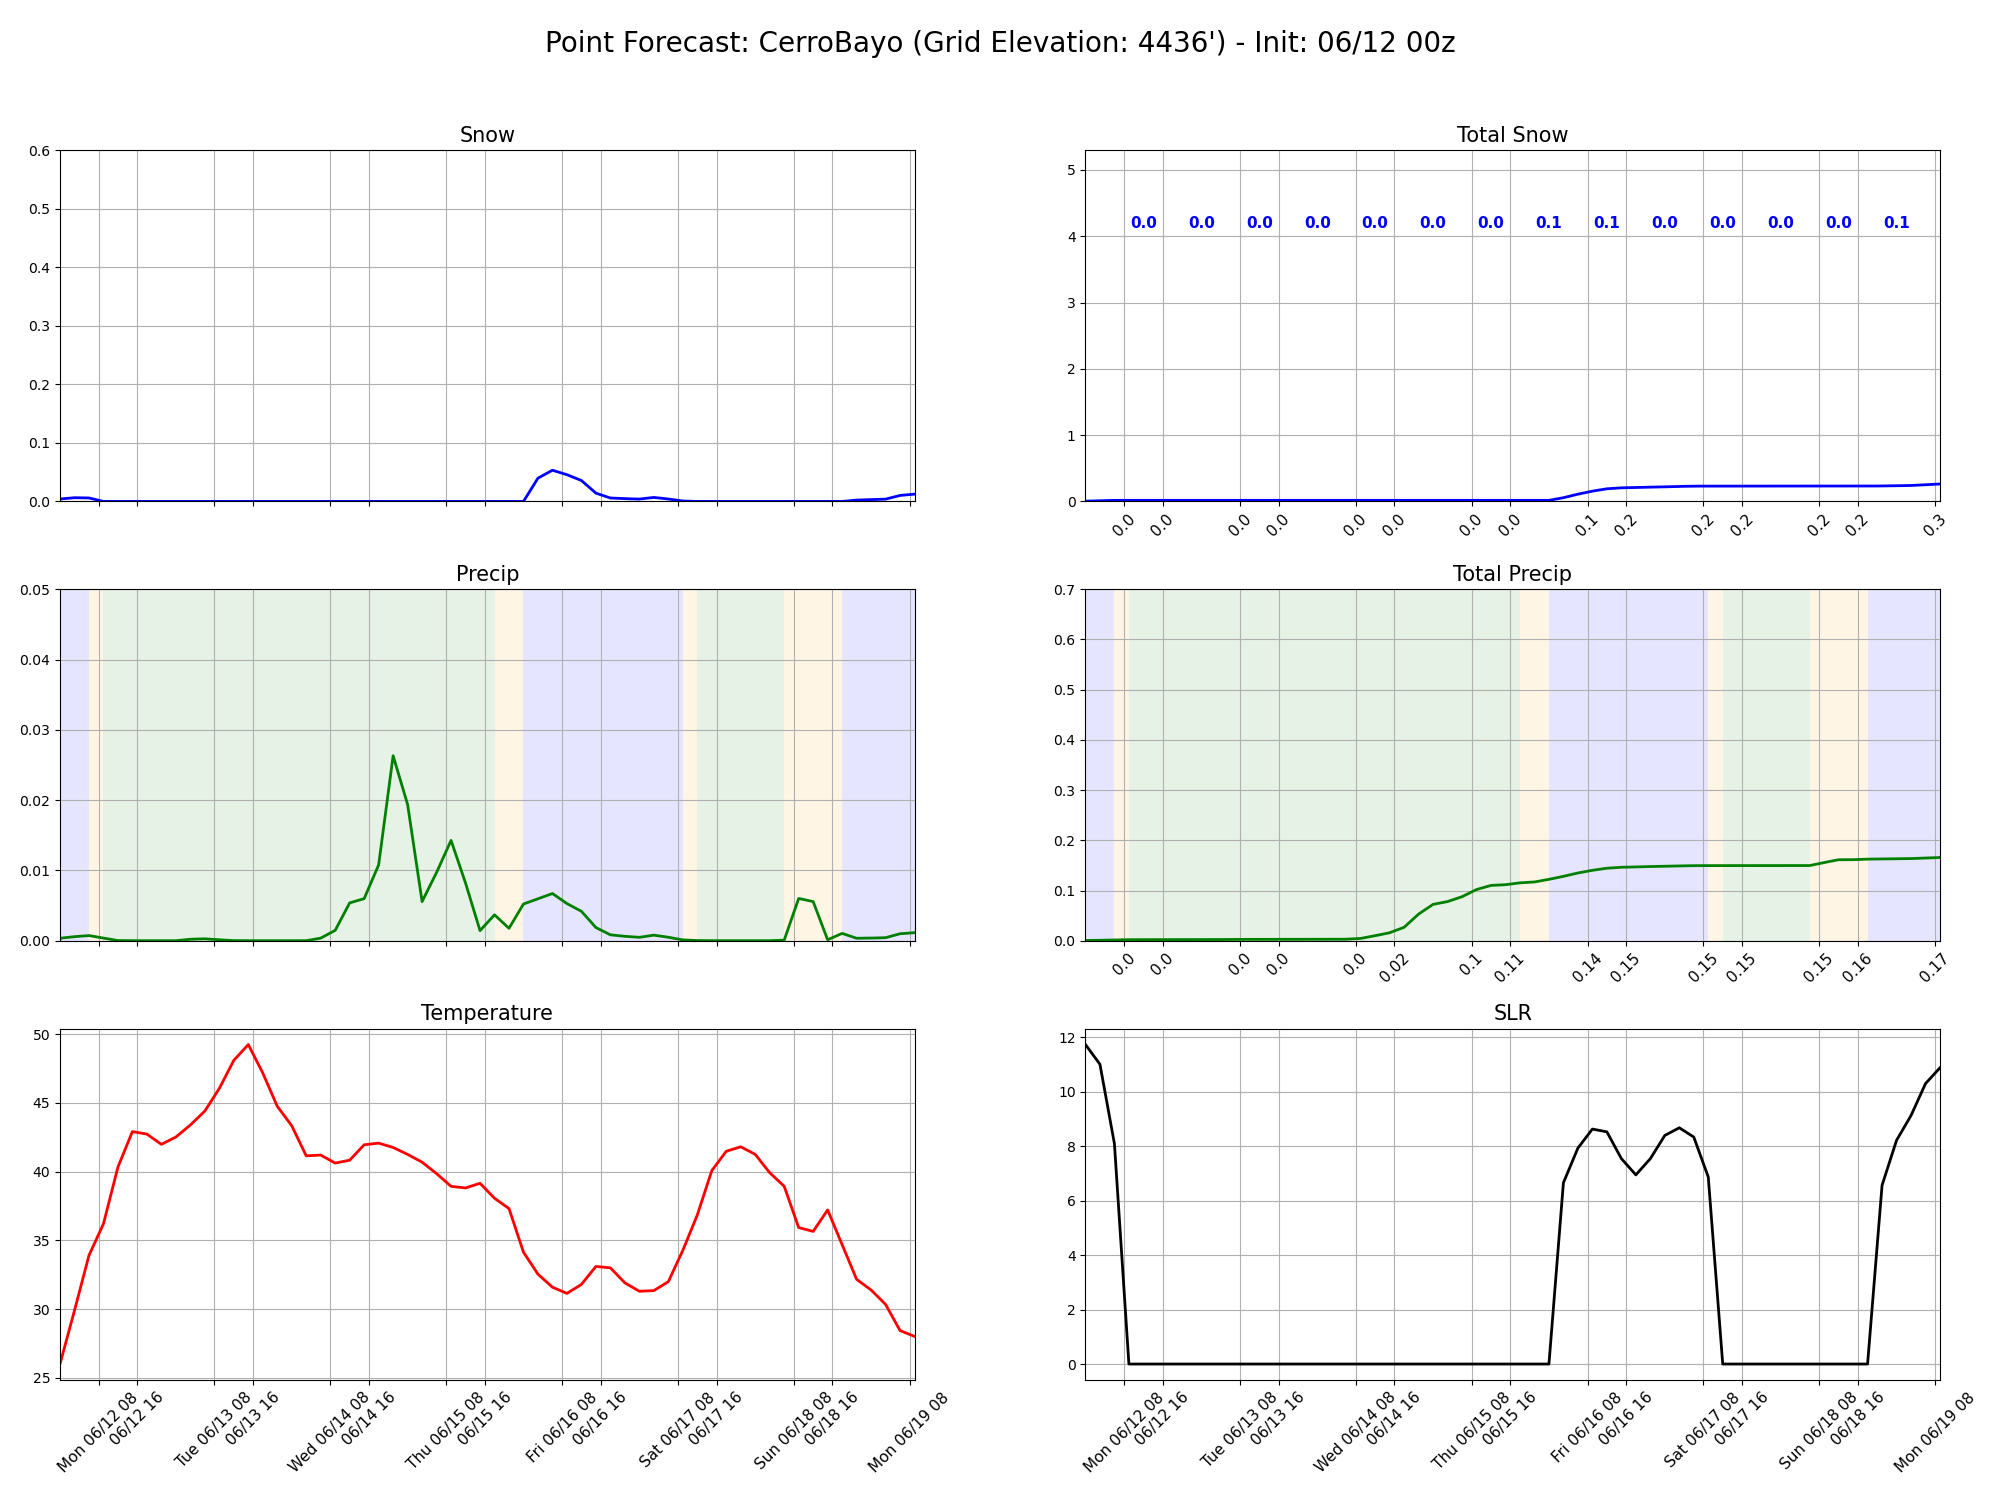 Point Forecast: CerroBayo (Grid Elevation: 4436') - Init: 06/12 00z
Snow
0.6
0.5
0.4
0.3
0.2
0.1
0.0
Total Snow
5
4
3
2
1
0
0.0 0.0 0.0 0.0 0.0 0.0 0.0 0.1 0.1 0.0 0.0 0.0 0.0 0.1
0.0 0.0 0.0 0.0 0.0 0.0 0.0 0.0 0.1 0.2 0.2 0.2 0.2 0.2 0.3
Precip
0.05
0.04
0.03
0.02
0.01
0.00
Total Precip
0.7
0.6
0.5
0.4
0.3
0.2
0.1
0.0
0.0 0.0 0.0 0.0 0.0 0.02 0.1 0.11 0.14 0.15 0.15 0.15 0.15 0.16 0.17
Temperature
50
45
40
35
30
25
Mon 06/12 08
06/12 16
Tue 06/13 08
06/13 16
Wed 06/14 08
06/14 16
Thu 06/15 08
06/15 16
Fri 06/16 08
06/16 16
Sat 06/17 08
06/17 16
Sun 06/18 08
06/18 16
Mon 06/19 08
SLR
12
10
8
6
4
2
0
Mon 06/12 08
06/12 16
Tue 06/13 08
06/13 16
Wed 06/14 08
06/14 16
Thu 06/15 08
06/15 16
Fri 06/16 08
06/16 16
Sat 06/17 08
06/17 16
Sun 06/18 08
06/18 16
Mon 06/19 08